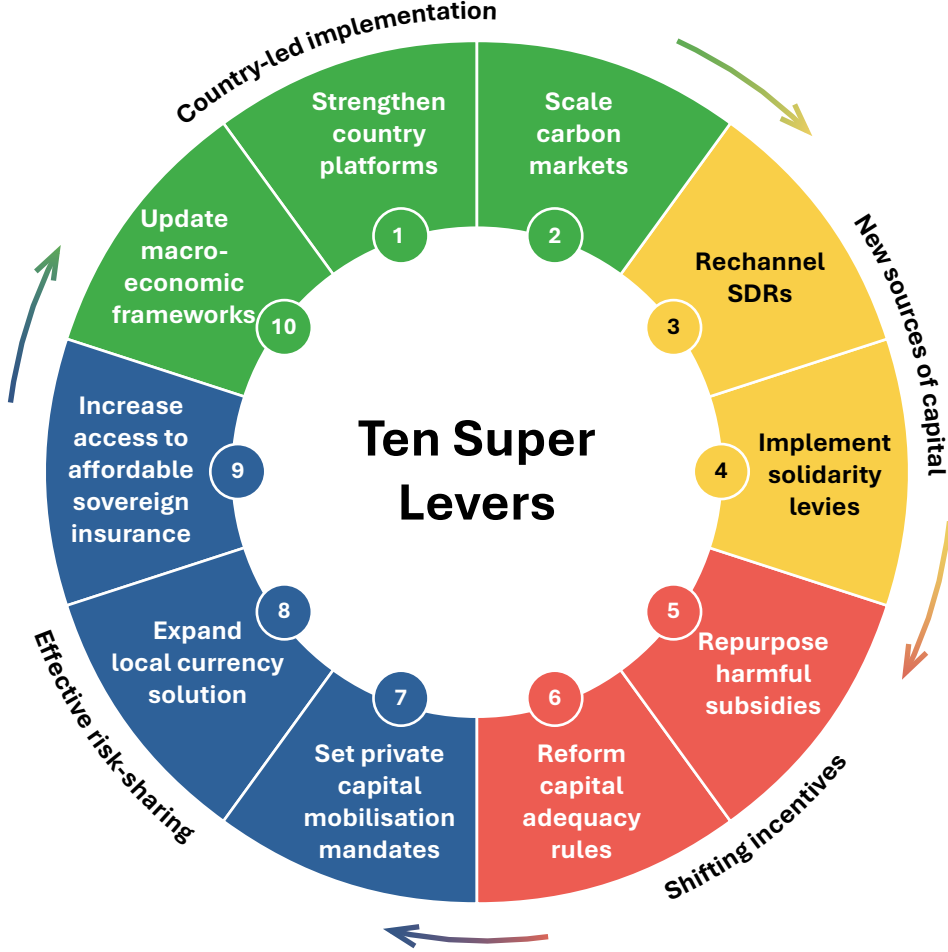 Country-led implementation
Strengthen
country
platforms
1
Scale
carbon
markets
2
New sources of capital
Rechannel
SDRs
3
Implement
solidarity
levies
4
Shifting incentives
Repurpose
harmful
subsidies
5
Reform
capital
adequacy
rules
6
Effective risk-sharing
Set private
capital
mobilisation
mandates
7
Expand
local currency
solution
8
Increase
access to
affordable
sovereign
insurance
9
Update
macro-
economic
frameworks
10
Ten Super
Levers